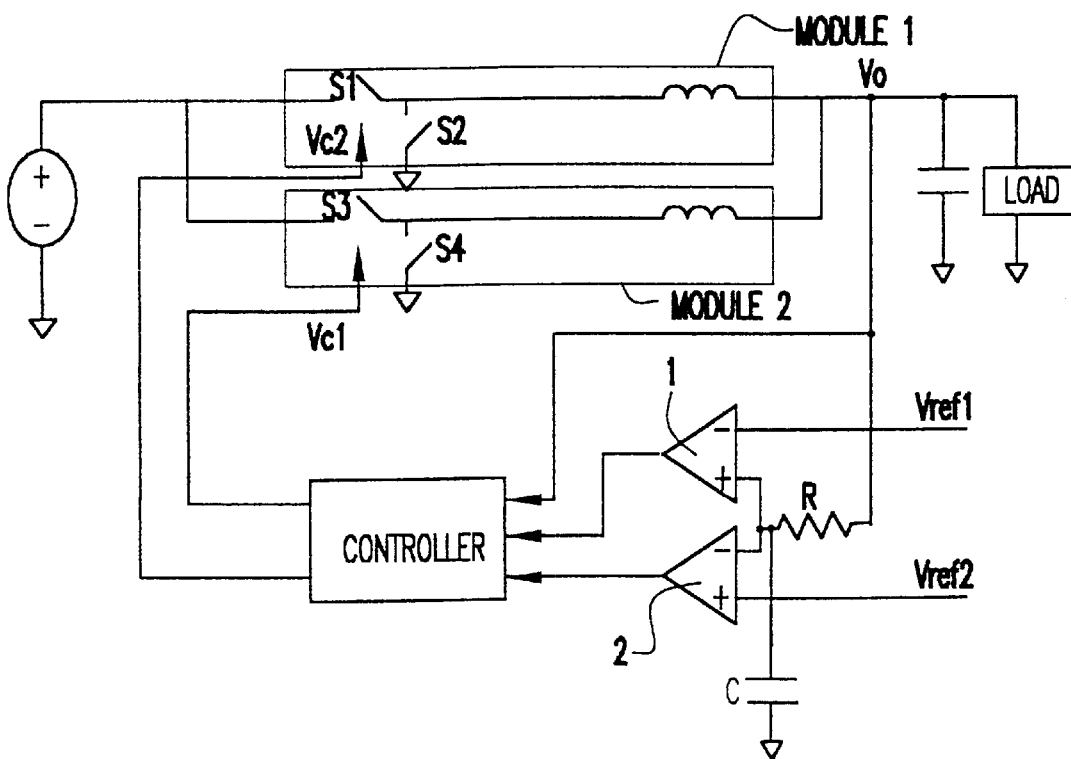 MODULE 1
Vo
S1
Vc2
S2
+
−
LOAD
S3
S4
MODULE 2
Vc1
1
Vref1
−
+
R
CONTROLLER
−
Vref2
+
2
C